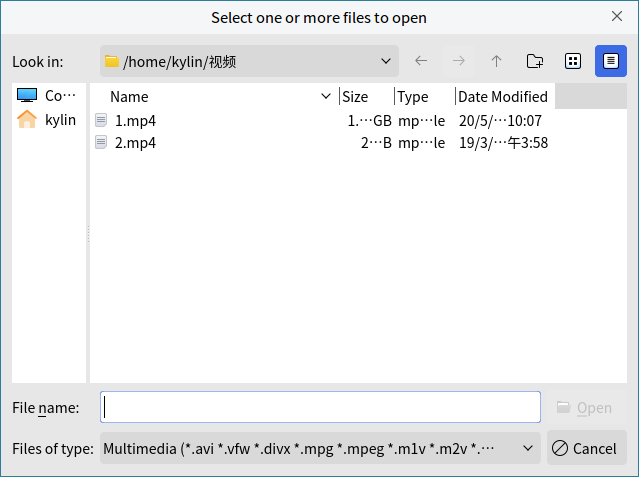 Select one or more files to open
Look in: /home/kylin/视频
Co··· Name Size Type Date Modified
kylin 1.mp4 1.···GB mp···le 20/5/···10:07
2.mp4 2···B mp···le 19/3/···午3:58
File name: Open
Files of type: Multimedia (*.avi *.vfw *.divx *.mpg *.mpeg *.m1v *.m2v *.··· Cancel